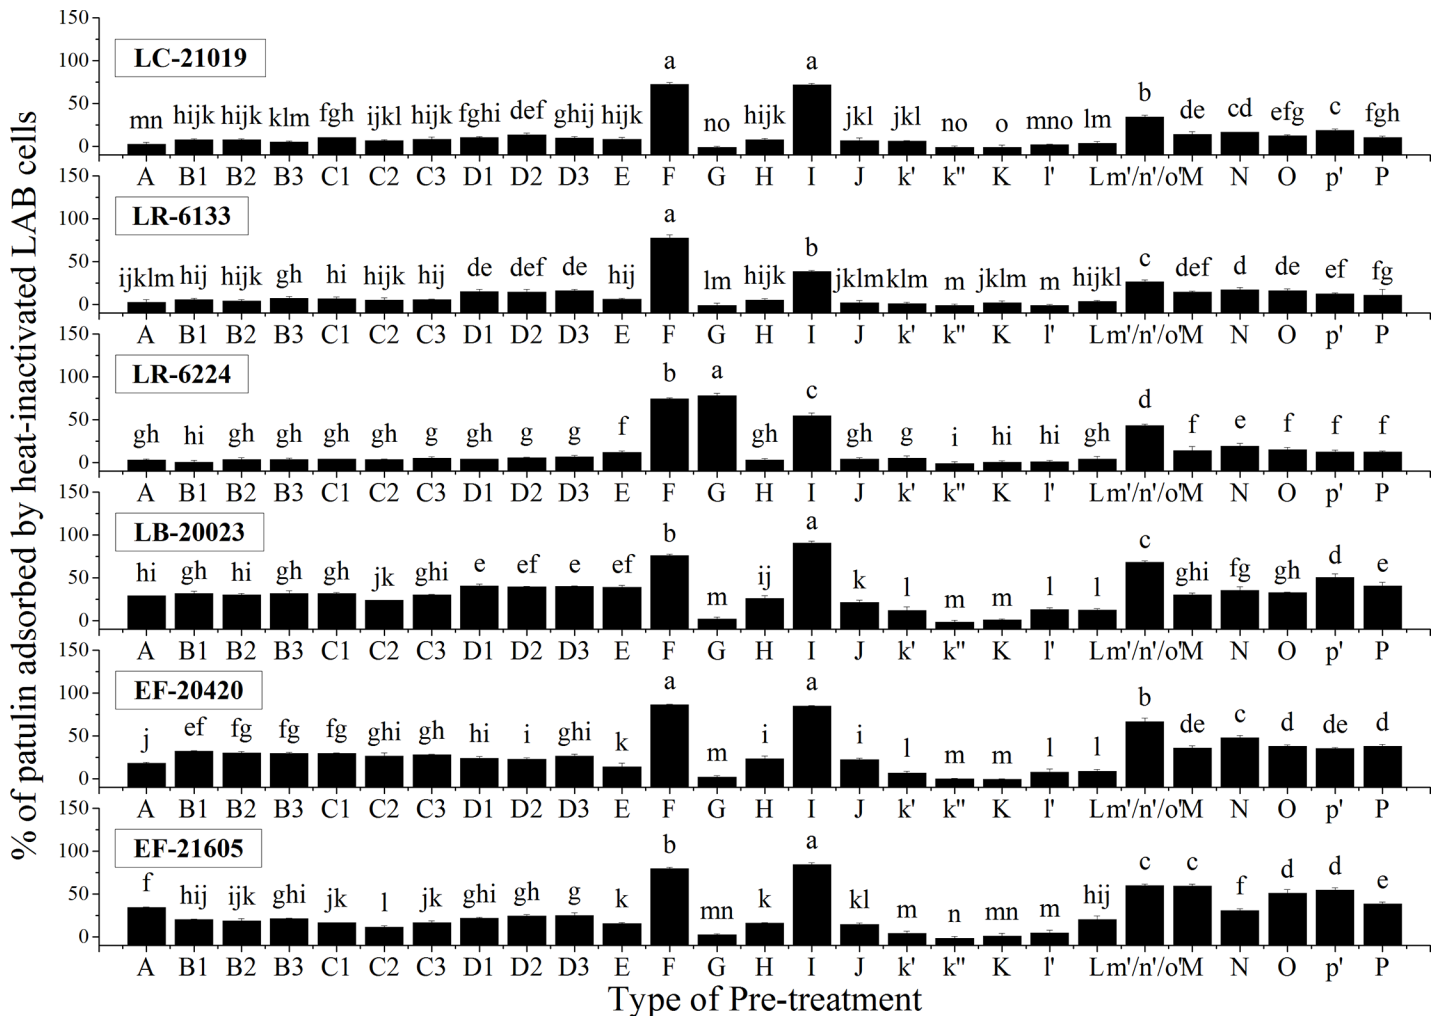 % of patulin adsorbed by heat-inactivated LAB cells
150
100
50
0
LC-21019
mn hijk hijk klm fgh ijkl hijk fghi def ghij hijk a no hijk a jkl jkl no o mno lm b de cd efg c fgh
A B1 B2 B3 C1 C2 C3 D1 D2 D3 E F G H I J k' k'' K l' L m'/n'/o' M N O p' P
150
100
50
0
LR-6133
ijklm hij hijk gh hi hijk hij de def de hij a lm hijk b jklm klm m jklm m hijkl c def d de ef fg
A B1 B2 B3 C1 C2 C3 D1 D2 D3 E F G H I J k' k'' K l' L m'/n'/o' M N O p' P
150
100
50
0
LR-6224
gh hi gh gh gh gh g gh g g f b a gh c gh g i hi hi gh d f e f f f
A B1 B2 B3 C1 C2 C3 D1 D2 D3 E F G H I J k' k'' K l' L m'/n'/o' M N O p' P
150
100
50
0
LB-20023
hi gh hi gh gh jk ghi e ef e ef b m ij a k l m m l l c ghi fg gh d e
A B1 B2 B3 C1 C2 C3 D1 D2 D3 E F G H I J k' k'' K l' L m'/n'/o' M N O p' P
150
100
50
0
EF-20420
j ef fg fg fg ghi gh hi i ghi k a m i a i l m m l l b de c d de d
A B1 B2 B3 C1 C2 C3 D1 D2 D3 E F G H I J k' k'' K l' L m'/n'/o' M N O p' P
150
100
50
0
EF-21605
f hij ijk ghi jk l jk ghi gh g k b mn k a kl m n mn m hij c c f d d e
A B1 B2 B3 C1 C2 C3 D1 D2 D3 E F G H I J k' k'' K l' L m'/n'/o' M N O p' P
Type of Pre-treatment